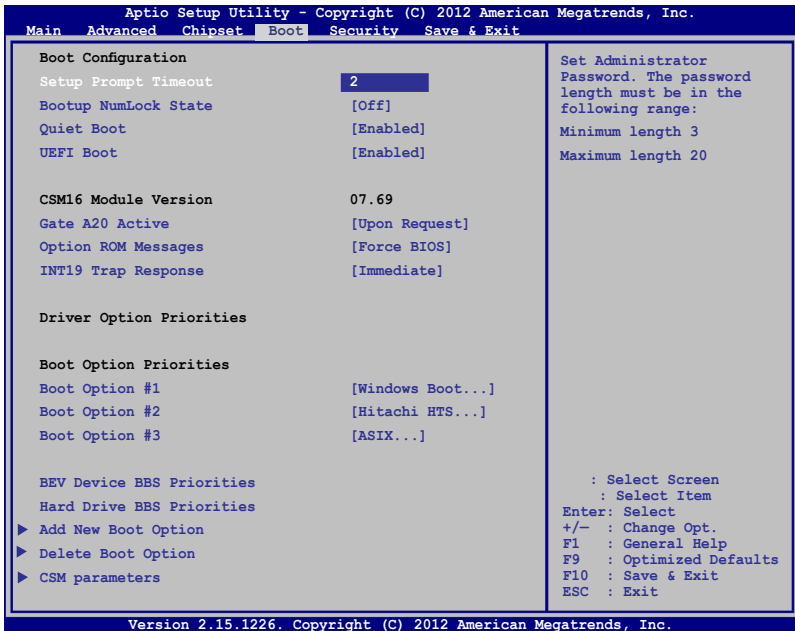 Aptio Setup Utility - Copyright (C) 2012 American Megatrends, Inc.
Main Advanced Chipset Boot Security Save & Exit
Boot Configuration
Setup Prompt Timeout 2
Bootup NumLock State [Off]
Quiet Boot [Enabled]
UEFI Boot [Enabled]
CSM16 Module Version 07.69
Gate A20 Active [Upon Request]
Option ROM Messages [Force BIOS]
INT19 Trap Response [Immediate]
Driver Option Priorities
Boot Option Priorities
Boot Option #1 [Windows Boot...]
Boot Option #2 [Hitachi HTS...]
Boot Option #3 [ASIX...]
BEV Device BBS Priorities
Hard Drive BBS Priorities
Add New Boot Option
Delete Boot Option
CSM parameters
Set Administrator
Password. The password
length must be in the
following range:
Minimum length 3
Maximum length 20
: Select Screen
: Select Item
Enter: Select
+/— : Change Opt.
F1 : General Help
F9 : Optimized Defaults
F10 : Save & Exit
ESC : Exit
Version 2.15.1226. Copyright (C) 2012 American Megatrends, Inc.